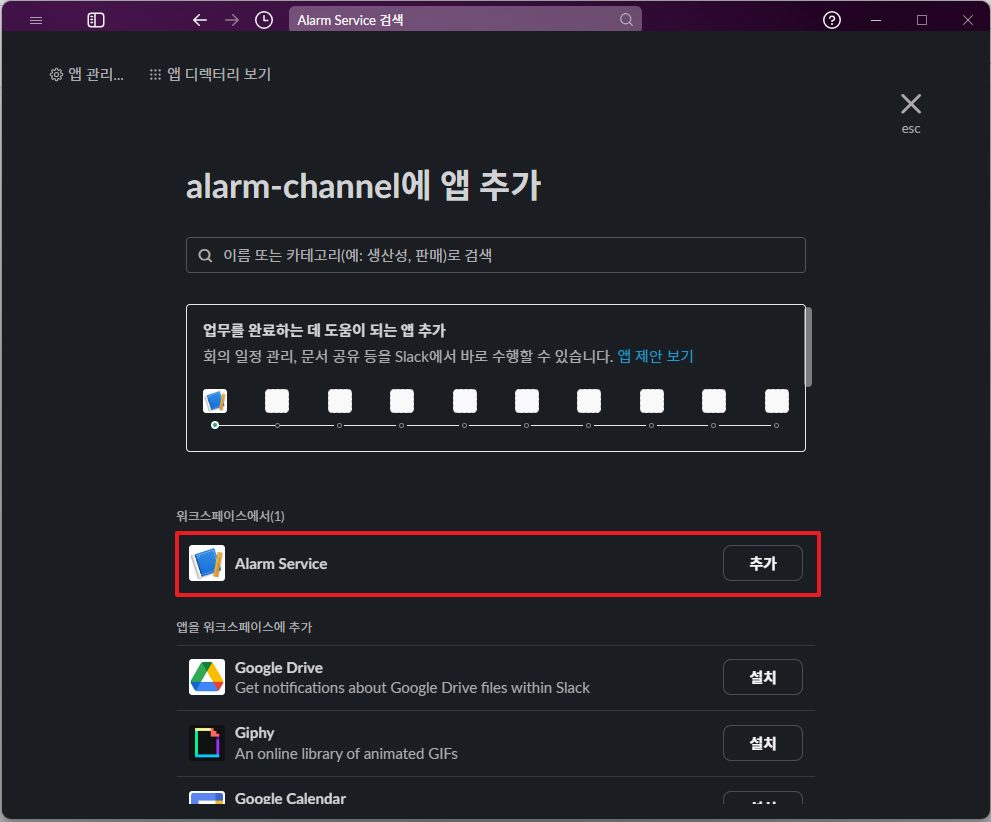 Alarm Service 검색
앱 관리...
앱 디렉터리 보기
esc
alarm-channel에 앱 추가
이름 또는 카테고리(예: 생산성, 판매)로 검색
업무를 완료하는 데 도움이 되는 앱 추가
회의 일정 관리, 문서 공유 등을 Slack에서 바로 수행할 수 있습니다. 앱 제안 보기
워크스페이스에서(1)
Alarm Service
추가
앱을 워크스페이스에 추가
Google Drive
Get notifications about Google Drive files within Slack
설치
Giphy
An online library of animated GIFs
설치
Google Calendar